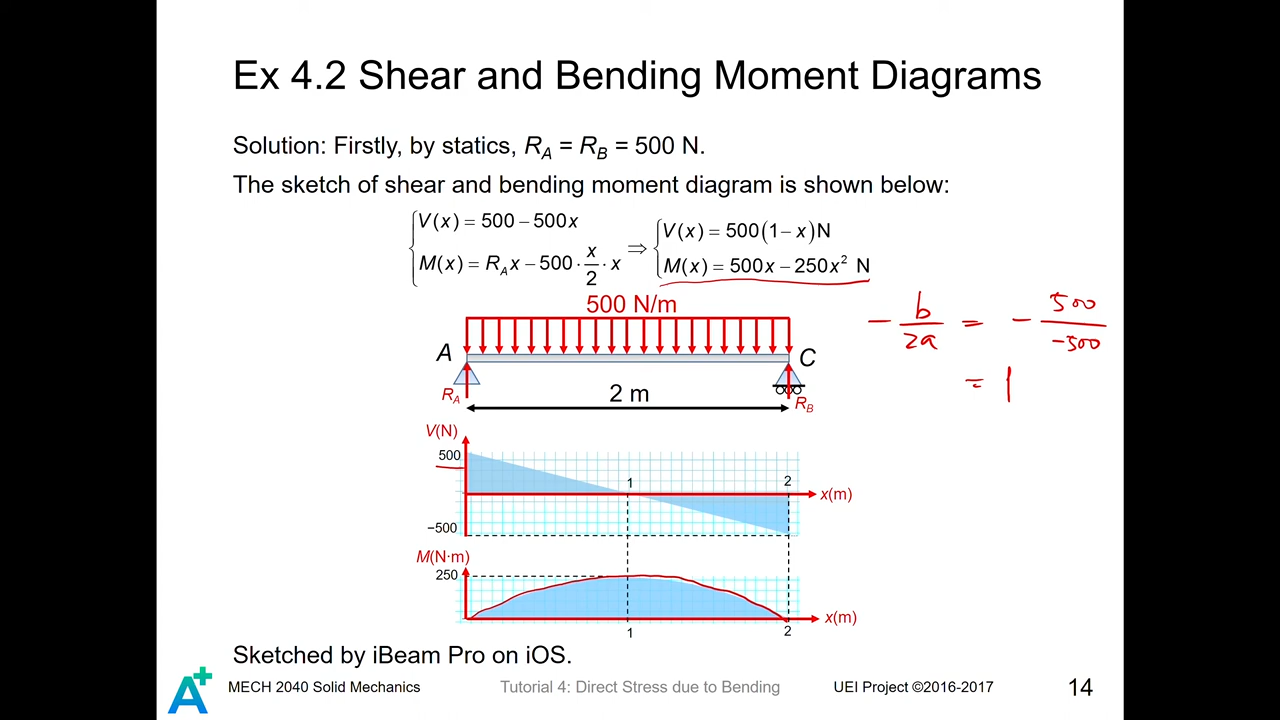 Ex 4.2 Shear and Bending Moment Diagrams
Solution: Firstly, by statics, R_A = R_B = 500 N.
The sketch of shear and bending moment diagram is shown below:
{ V(x) = 500 − 500x
M(x) = R_A x − 500 · x/2 · x
⇒ { V(x) = 500(1 − x) N
M(x) = 500x − 250x² N
− b/2a = − 500/−500
= 1
500 N/m
A
C
R_A
2 m
R_B
V(N)
500
1
2
x(m)
−500
M(N·m)
250
x(m)
1
2
Sketched by iBeam Pro on iOS.
A+
MECH 2040 Solid Mechanics
Tutorial 4: Direct Stress due to Bending
UEI Project ©2016-2017
14